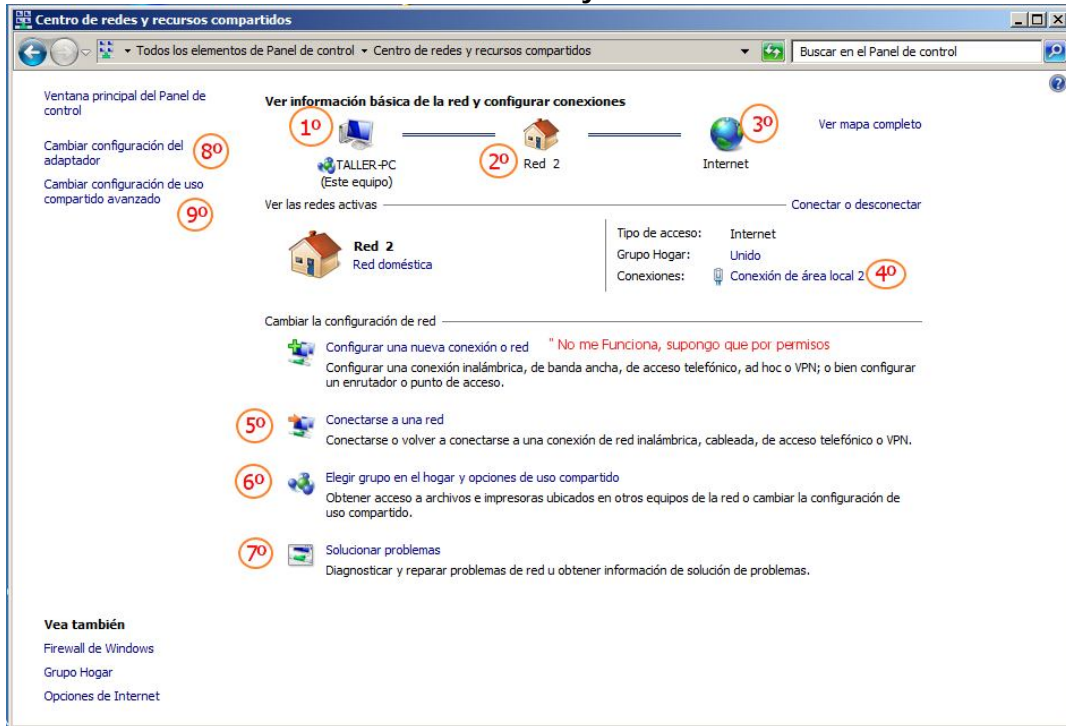 Centro de redes y recursos compartidos
Todos los elementos de Panel de control Centro de redes y recursos compartidos
Buscar en el Panel de control
Ventana principal del Panel de
control
Cambiar configuración del
adaptador
8º
Cambiar configuración de uso
compartido avanzado
9º
Ver información básica de la red y configurar conexiones
1º
2º
3º
Ver mapa completo
TALLER-PC
(Este equipo)
Red 2
Internet
Ver las redes activas
Conectar o desconectar
Red 2
Red doméstica
Tipo de acceso: Internet
Grupo Hogar: Unido
Conexiones: Conexión de área local 2 4º
Cambiar la configuración de red
Configurar una nueva conexión o red " No me Funciona, supongo que por permisos
Configurar una conexión inalámbrica, de banda ancha, de acceso telefónico, ad hoc o VPN; o bien configurar
un enrutador o punto de acceso.
5º Conectarse a una red
Conectarse o volver a conectarse a una conexión de red inalámbrica, cableada, de acceso telefónico o VPN.
6º Elegir grupo en el hogar y opciones de uso compartido
Obtener acceso a archivos e impresoras ubicados en otros equipos de la red o cambiar la configuración de
uso compartido.
7º Solucionar problemas
Diagnosticar y reparar problemas de red u obtener información de solución de problemas.
Vea también
Firewall de Windows
Grupo Hogar
Opciones de Internet